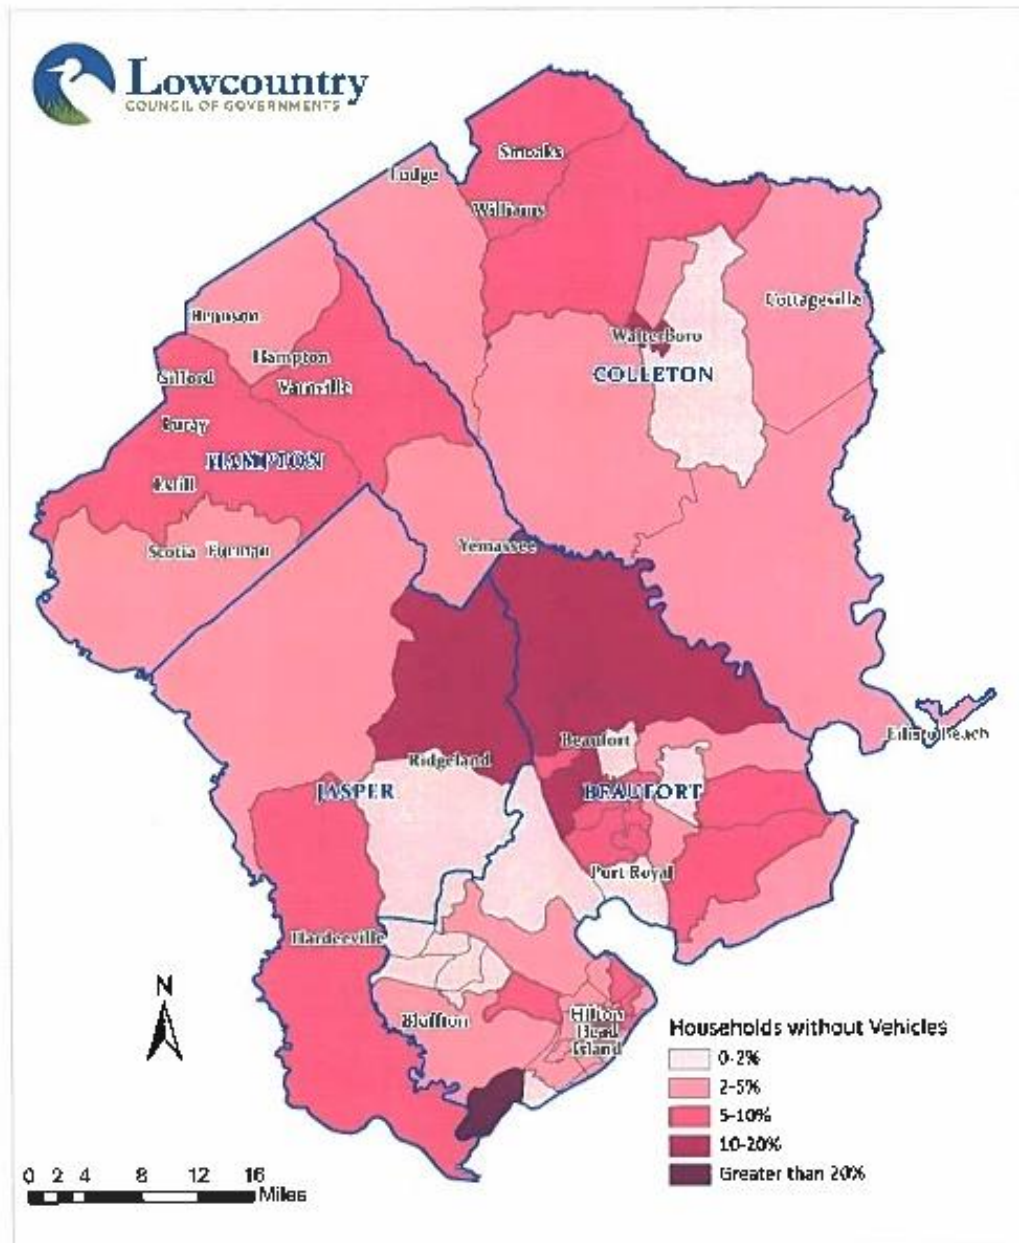 Lowcountry
COUNCIL OF GOVERNMENTS
Smoaks
Lodge
Williams
Cottageville
Brunson
Walterboro
Hampton
COLLETON
Gifford
Varnville
Luray
HAMPTON
Estill
Scotia Furman
Yemassee
Edisto Beach
Beaufort
Ridgeland
JASPER
BEAUFORT
Port Royal
Hardeeville
N
Bluffton
Hilton
Head
Island
Households without Vehicles
0-2%
2-5%
5-10%
10-20%
Greater than 20%
0 2 4 8 12 16
Miles